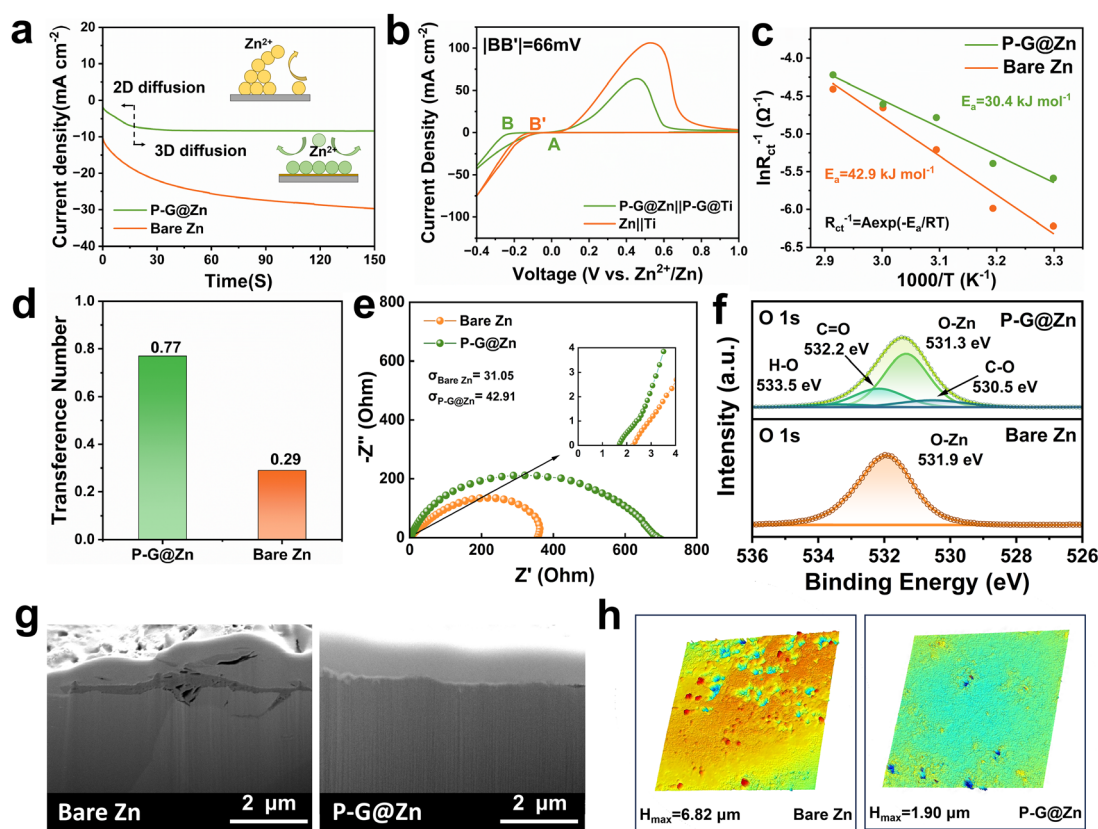 a
Current density(mA cm⁻²)
20
10
0
−10
−20
−30
−40
0
30
60
90
120
150
Time(S)
Zn²⁺
2D diffusion
3D diffusion
Zn²⁺
P-G@Zn
Bare Zn
b
Current Density (mA cm⁻²)
100
50
0
−50
−100
−0.4
−0.2
0.0
0.2
0.4
0.6
0.8
1.0
Voltage (V vs. Zn²⁺/Zn)
|BB'|=66mV
B
B'
A
P-G@Zn||P-G@Ti
Zn||Ti
c
lnRct⁻¹ (Ω⁻¹)
-4.0
-4.5
-5.0
-5.5
-6.0
-6.5
2.9
3.0
3.1
3.2
3.3
1000/T (K⁻¹)
P-G@Zn
Bare Zn
Eₐ=30.4 kJ mol⁻¹
Eₐ=42.9 kJ mol⁻¹
Rct⁻¹=Aexp(-Eₐ/RT)
d
Transference Number
1.0
0.8
0.6
0.4
0.2
0.0
0.77
0.29
P-G@Zn
Bare Zn
e
-Z'' (Ohm)
800
600
400
200
0
0
200
400
600
800
Z' (Ohm)
Bare Zn
P-G@Zn
σBare Zn= 31.05
σP-G@Zn= 42.91
4
3
2
1
0
0
1
2
3
4
f
Intensity (a.u.)
O 1s
P-G@Zn
C=O
532.2 eV
O-Zn
531.3 eV
H-O
533.5 eV
C-O
530.5 eV
O 1s
Bare Zn
O-Zn
531.9 eV
536
534
532
530
528
526
Binding Energy (eV)
g
Bare Zn
2 μm
P-G@Zn
2 μm
h
Hmax=6.82 μm
Bare Zn
Hmax=1.90 μm
P-G@Zn